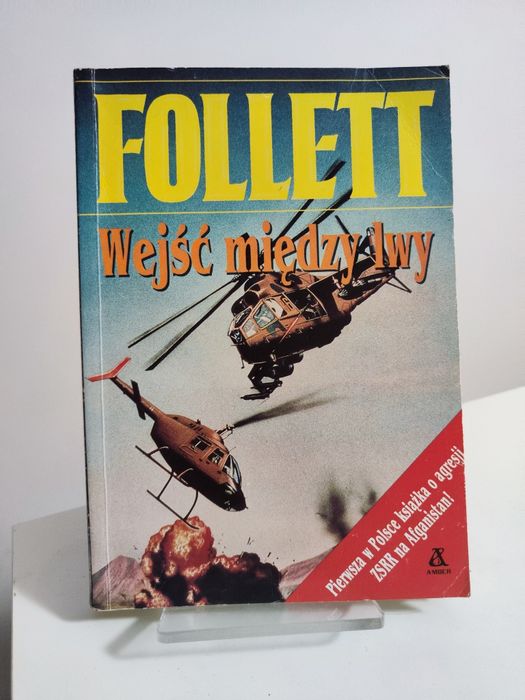 FOLLETT
Wejść między lwy
Pierwsza w Polsce książka o agresji
ZSRR na Afganistan!
AMBER